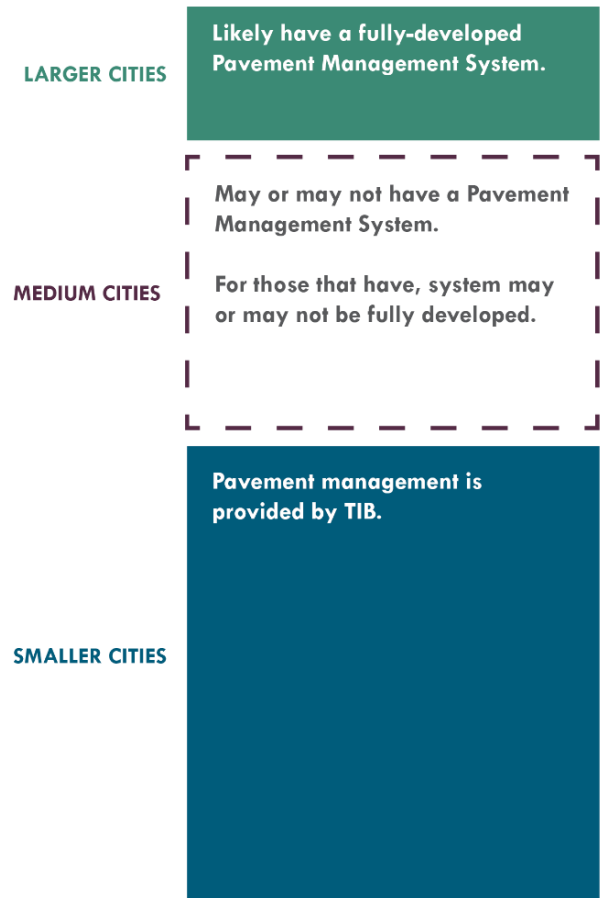 LARGER CITIES
Likely have a fully-developed
Pavement Management System.
MEDIUM CITIES
May or may not have a Pavement
Management System.
For those that have, system may
or may not be fully developed.
SMALLER CITIES
Pavement management is
provided by TIB.